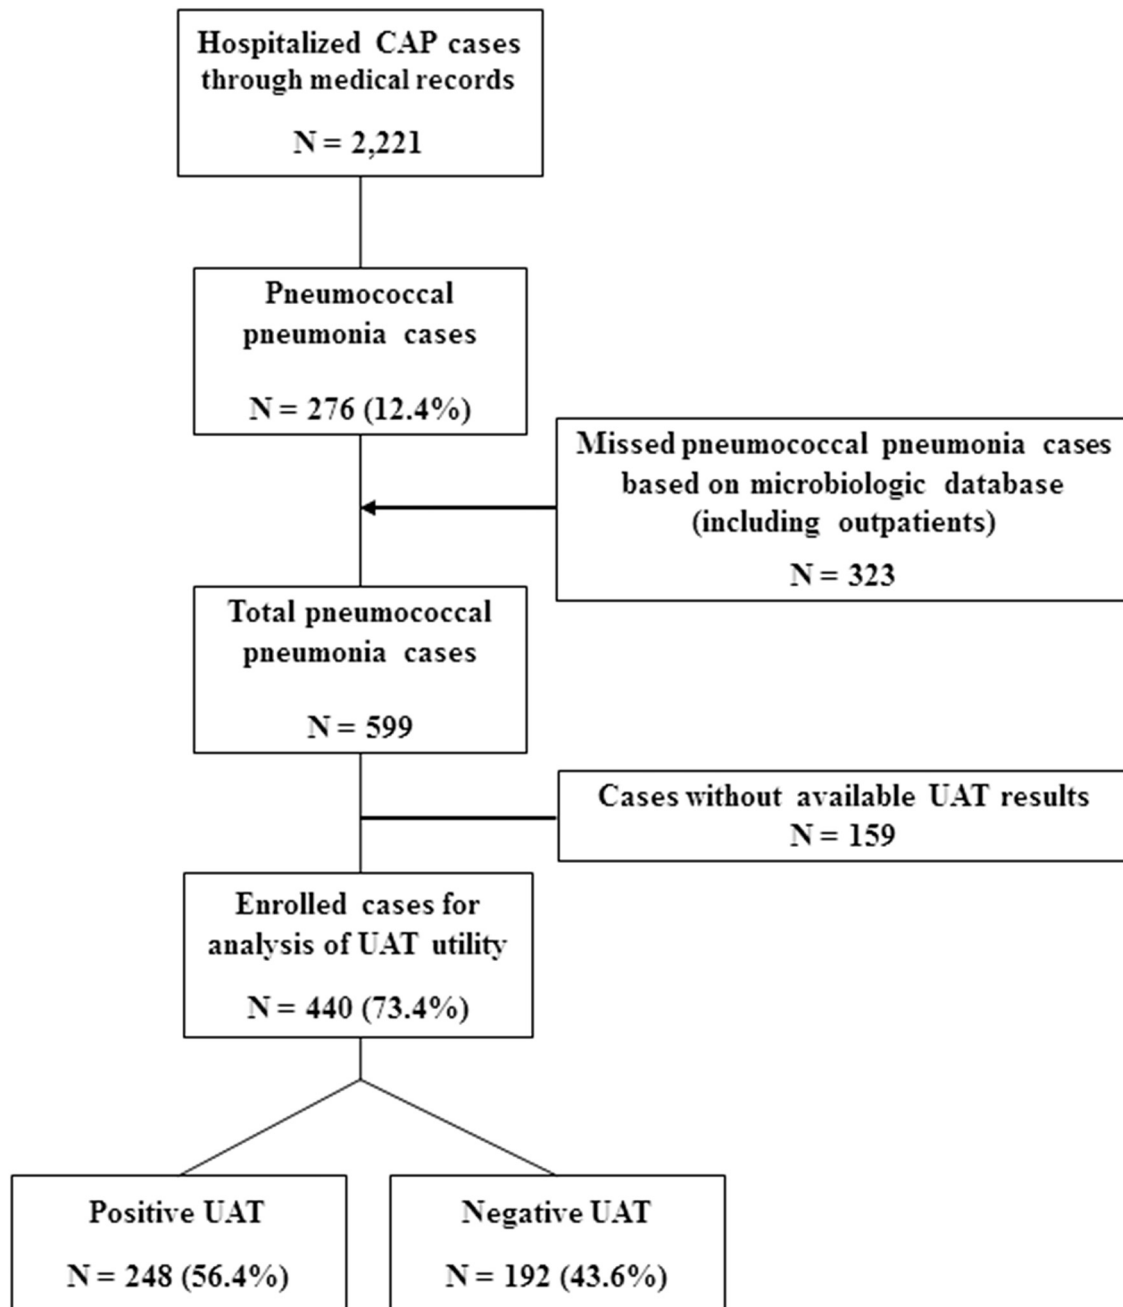 Hospitalized CAP cases
through medical records
N = 2,221
Pneumococcal
pneumonia cases
N = 276 (12.4%)
Missed pneumococcal pneumonia cases
based on microbiologic database
(including outpatients)
N = 323
Total pneumococcal
pneumonia cases
N = 599
Cases without available UAT results
N = 159
Enrolled cases for
analysis of UAT utility
N = 440 (73.4%)
Positive UAT
N = 248 (56.4%)
Negative UAT
N = 192 (43.6%)